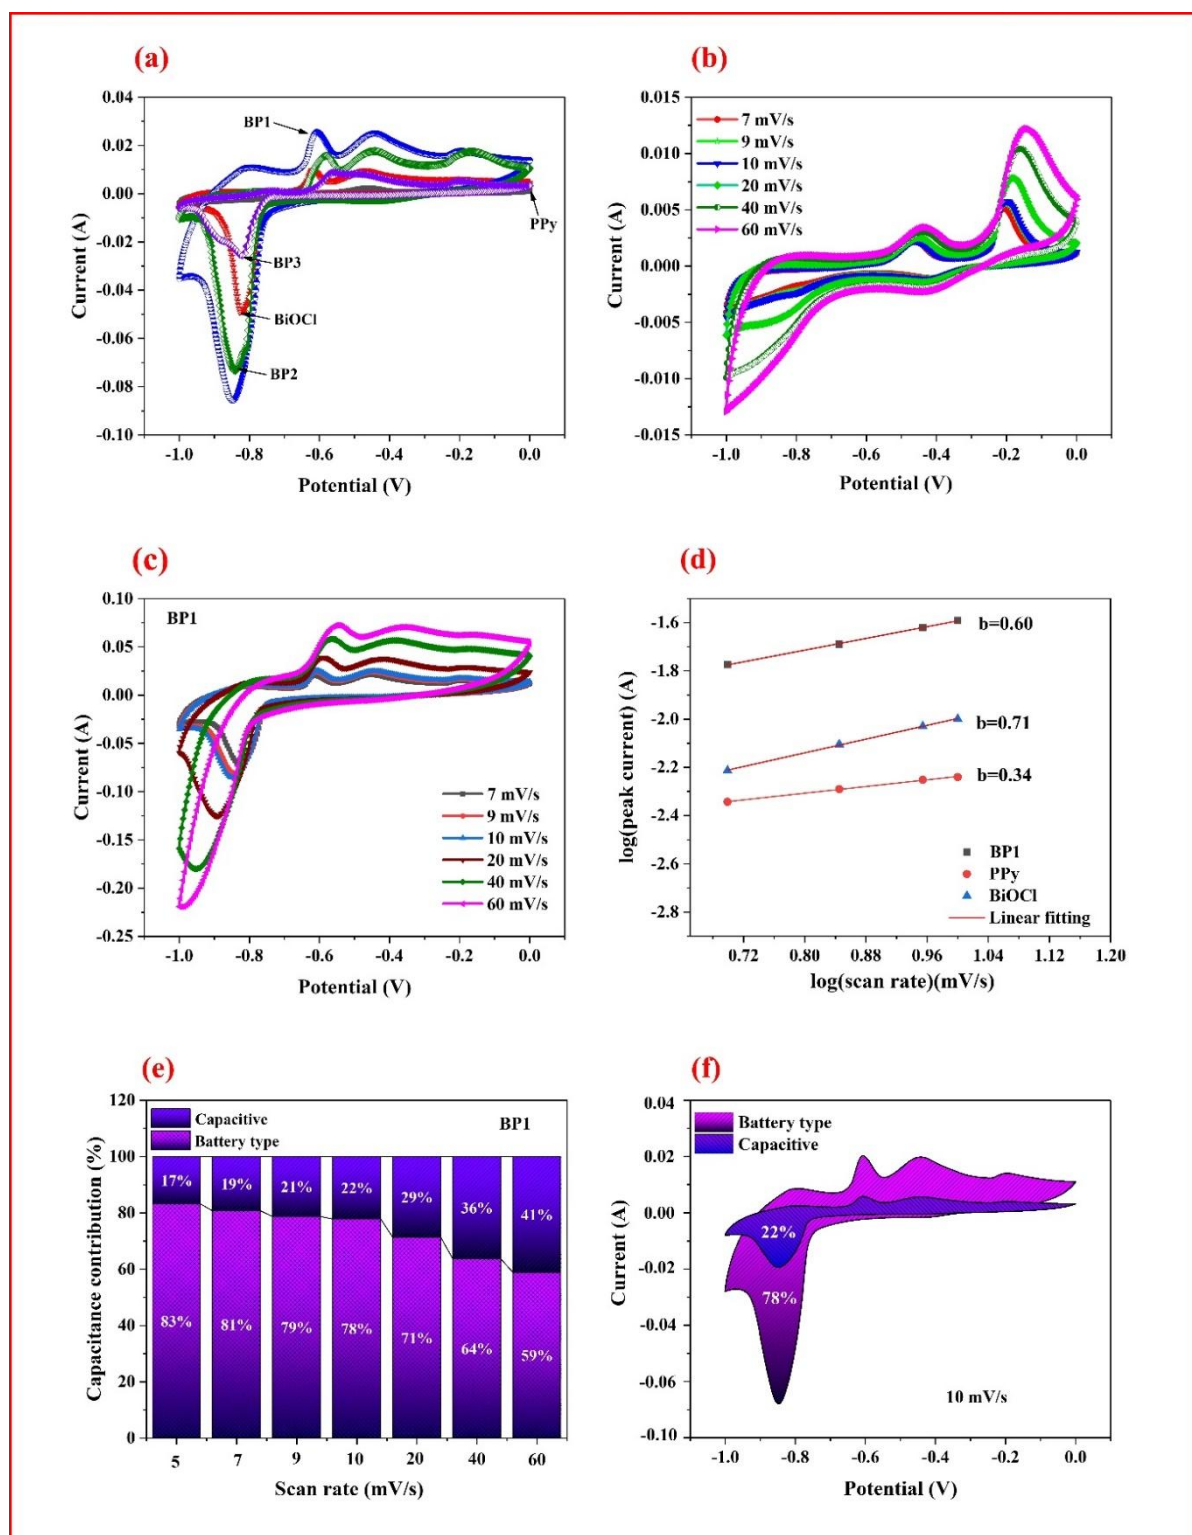 (a)
0.04
BP1
0.02
0.00
PPy
-0.02
BP3
-0.04
BiOCl
-0.06
BP2
-0.08
-0.10
Current (A)
-1.0 -0.8 -0.6 -0.4 -0.2 0.0
Potential (V)
(b)
0.015
7 mV/s
9 mV/s
0.010
10 mV/s
20 mV/s
0.005
40 mV/s
60 mV/s
0.000
-0.005
-0.010
-0.015
Current (A)
-1.0 -0.8 -0.6 -0.4 -0.2 0.0
Potential (V)
(c)
0.10
BP1
0.05
0.00
-0.05
-0.10
-0.15
-0.20
-0.25
Current (A)
7 mV/s
9 mV/s
10 mV/s
20 mV/s
40 mV/s
60 mV/s
-1.0 -0.8 -0.6 -0.4 -0.2 0.0
Potential (V)
(d)
-1.6
b=0.60
-1.8
-2.0
b=0.71
-2.2
b=0.34
-2.4
-2.6
-2.8
log(peak current) (A)
BP1
PPy
BiOCl
Linear fitting
0.72 0.80 0.88 0.96 1.04 1.12 1.20
log(scan rate)(mV/s)
(e)
120
Capacitive
Battery type
BP1
100
80
60
40
20
0
Capacitance contribution (%)
17% 19% 21% 22% 29% 36% 41%
83% 81% 79% 78% 71% 64% 59%
5 7 9 10 20 40 60
Scan rate (mV/s)
(f)
0.04
Battery type
Capacitive
0.02
0.00
22%
-0.02
78%
-0.04
-0.06
10 mV/s
-0.10
Current (A)
-1.0 -0.8 -0.6 -0.4 -0.2 0.0
Potential (V)